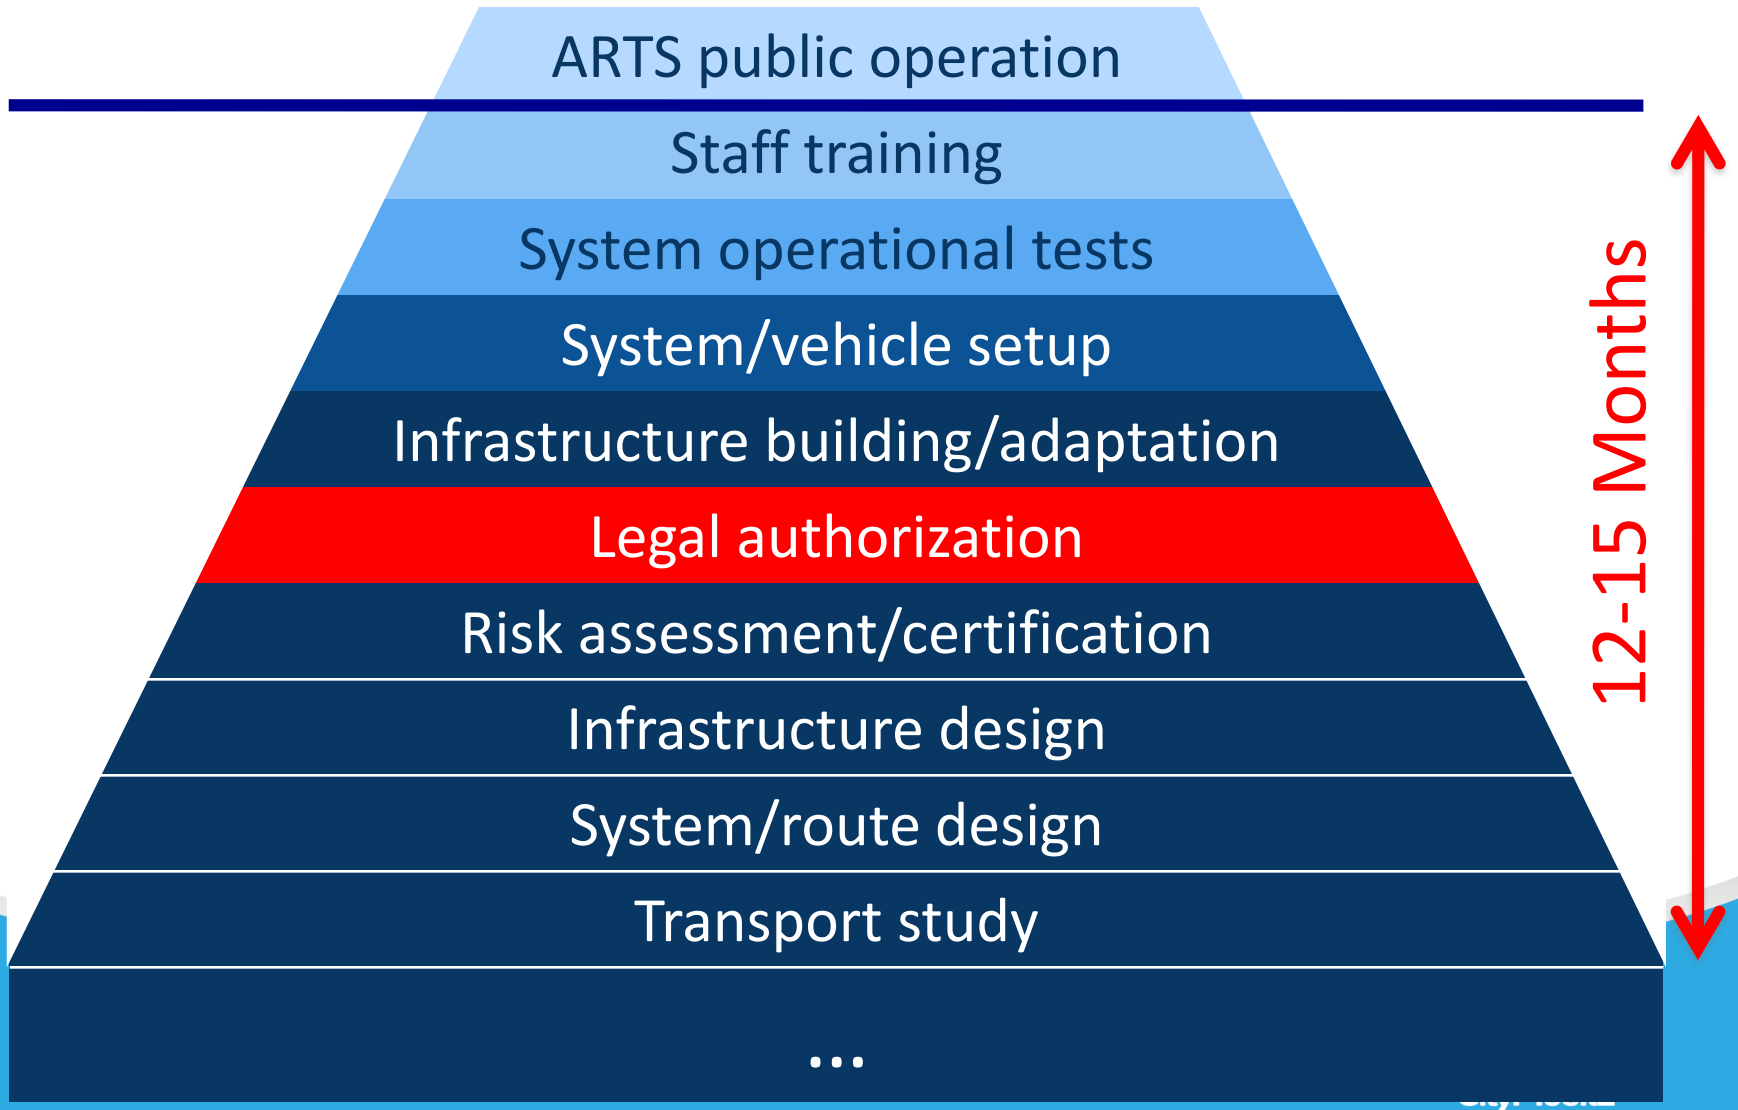 ARTS public operation
Staff training
System operational tests
System/vehicle setup
Infrastructure building/adaptation
Legal authorization
Risk assessment/certification
Infrastructure design
System/route design
Transport study
...
12-15 Months